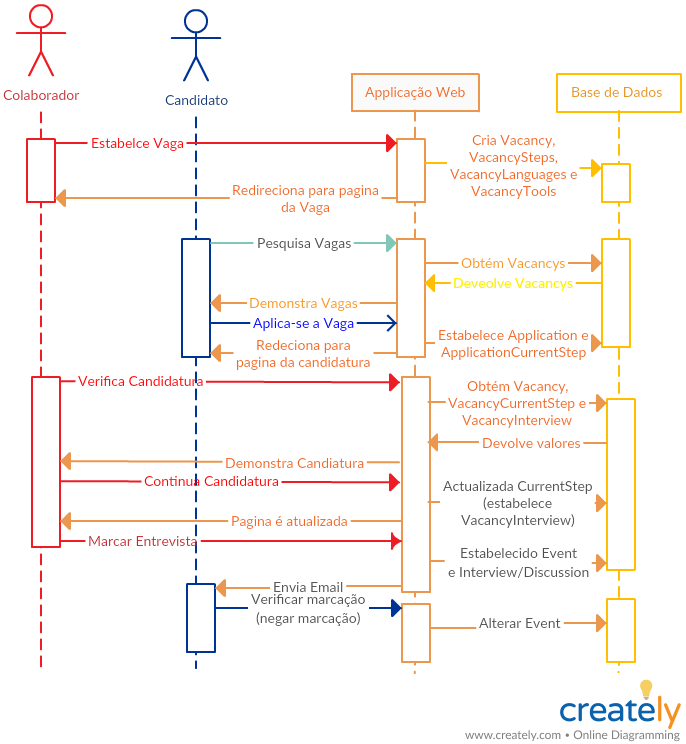 Colaborador
Candidato
Applicação Web
Base de Dados
Estabelce Vaga
Cria Vacancy,
VacancySteps,
VacancyLanguages e
VacancyTools
Redireciona para pagina
da Vaga
Pesquisa Vagas
Obtém Vacancys
Deveolve Vacancys
Demonstra Vagas
Aplica-se a Vaga
Estabelece Application e
ApplicationCurrentStep
Redeciona para
pagina da candidatura
Verifica Candidatura
Obtém Vacancy,
VacancyCurrentStep e
VacancyInterview
Devolve valores
Demonstra Candiatura
Continua Candidatura
Actualizada CurrentStep
(estabelece
VacancyInterview)
Pagina é atualizada
Marcar Entrevista
Estabelecido Event
e Interview/Discussion
Envia Email
Verificar marcação
(negar marcação)
Alterar Event
creately
www.creately.com • Online Diagramming